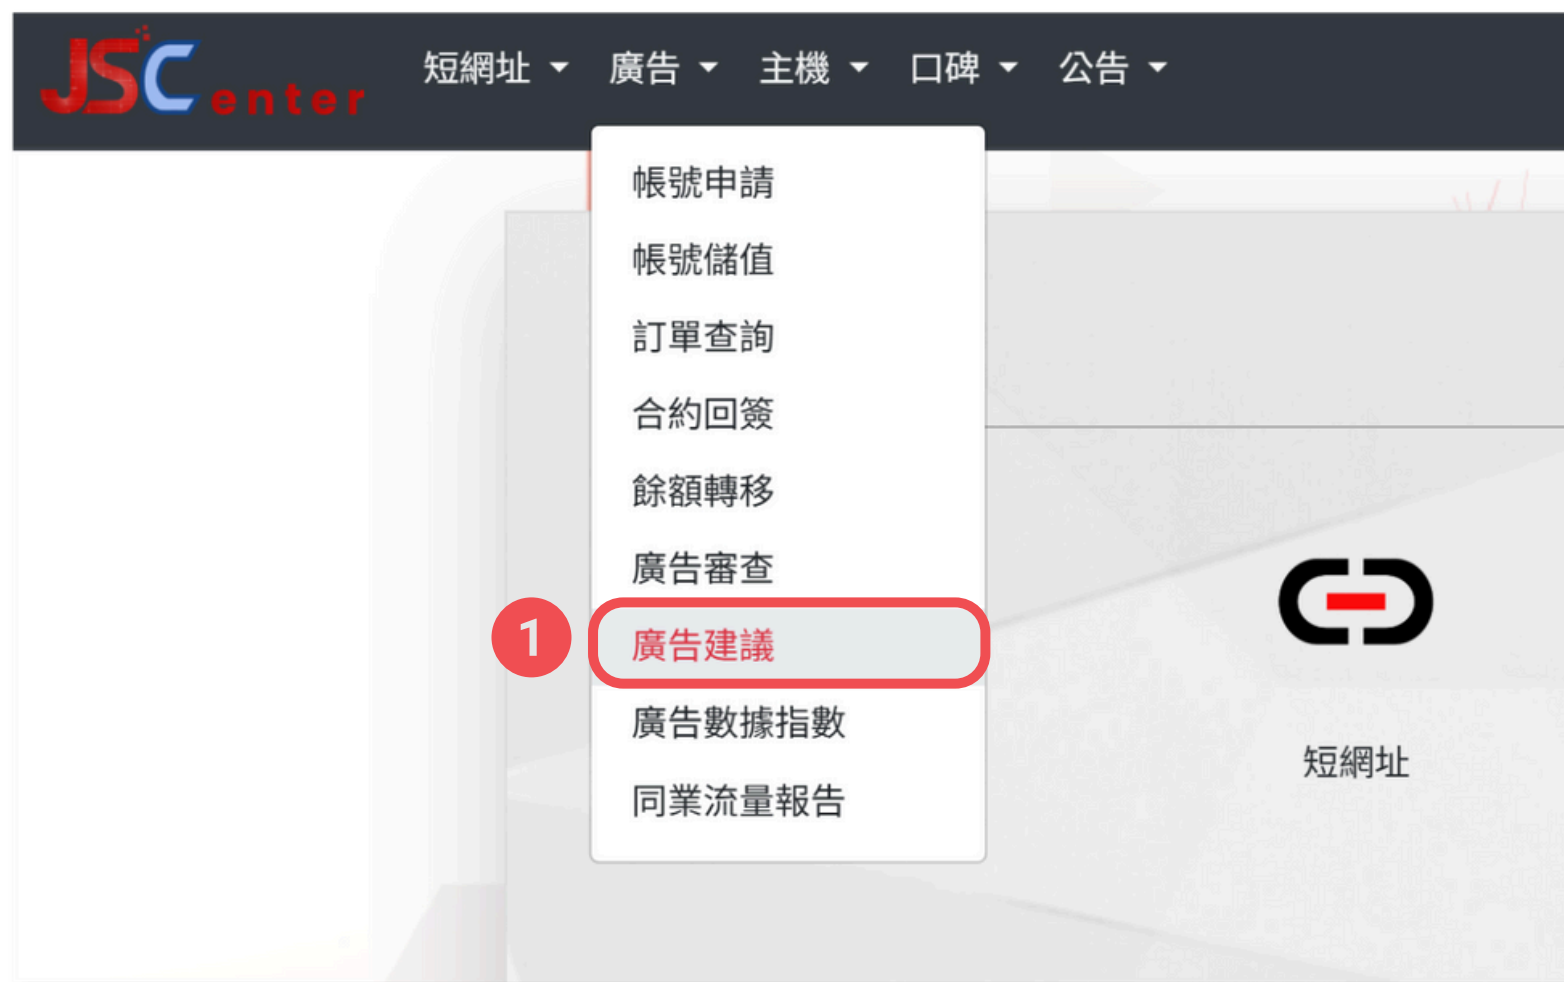 JSCenter
短網址 廣告 主機 口碑 公告
帳號申請
帳號儲值
訂單查詢
合約回簽
餘額轉移
廣告審查
1 廣告建議
廣告數據指數
同業流量報告
短網址